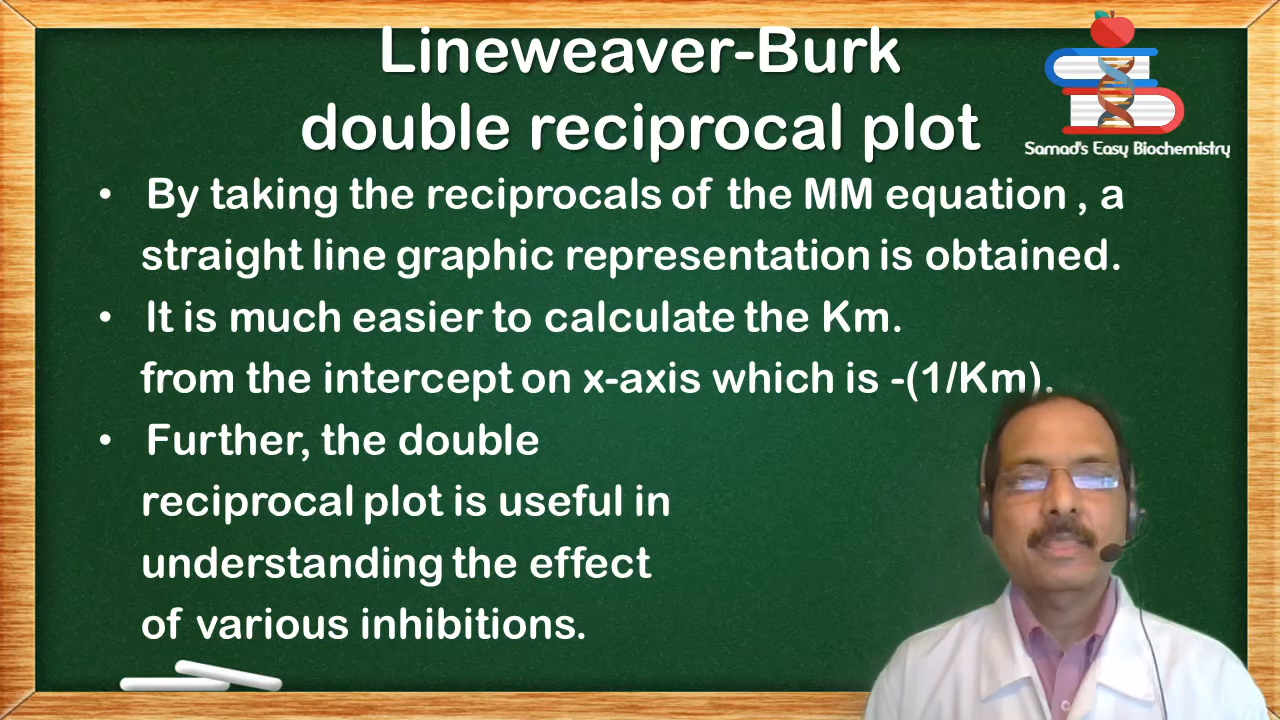 Lineweaver-Burk
double reciprocal plot
Samad's Easy Biochemistry
• By taking the reciprocals of the MM equation , a
straight line graphic representation is obtained.
• It is much easier to calculate the Km.
from the intercept on x-axis which is -(1/Km).
• Further, the double
reciprocal plot is useful in
understanding the effect
of various inhibitions.